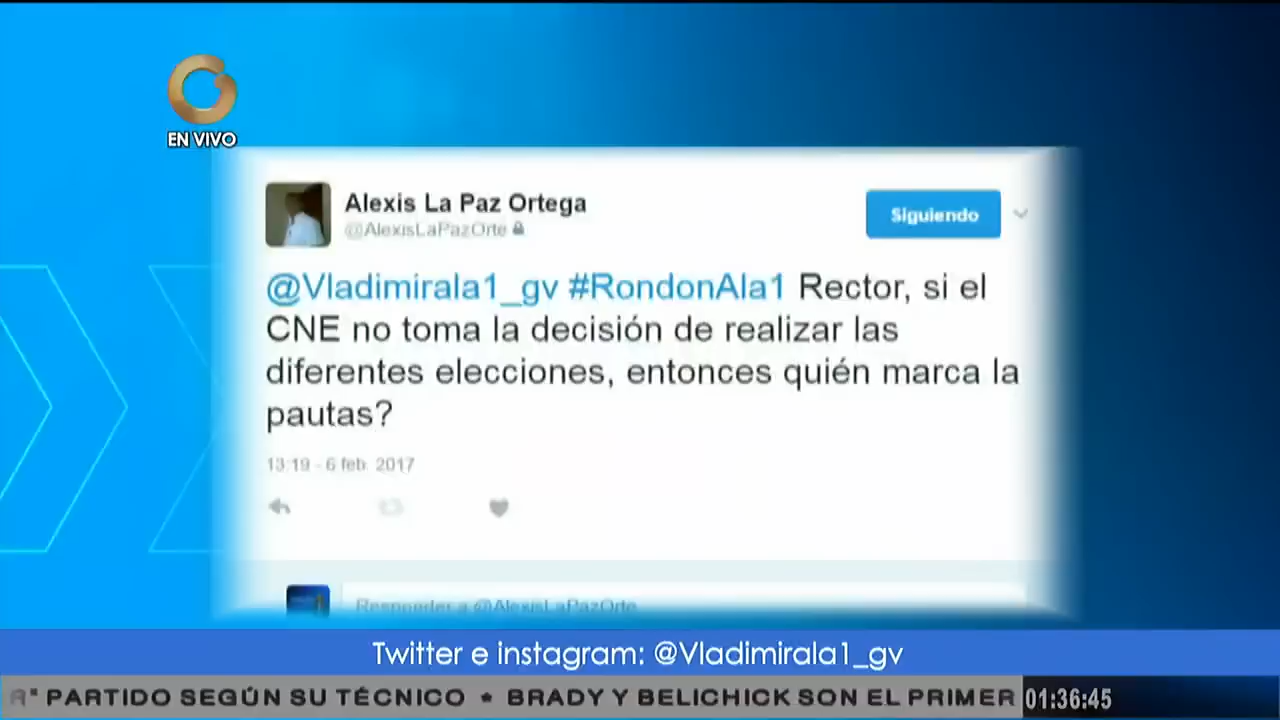 EN VIVO
Alexis La Paz Ortega
@AlexisLaPazOrte
Siguiendo
@Vladimirala1_gv #RondonAla1 Rector, si el
CNE no toma la decisión de realizar las
diferentes elecciones, entonces quién marca la
pautas?
13:19 - 6 feb. 2017
Responder a @AlexisLaPazOrte
Twitter e instagram: @Vladimirala1_gv
R" PARTIDO SEGÚN SU TÉCNICO * BRADY Y BELICHICK SON EL PRIMER
01:36:45